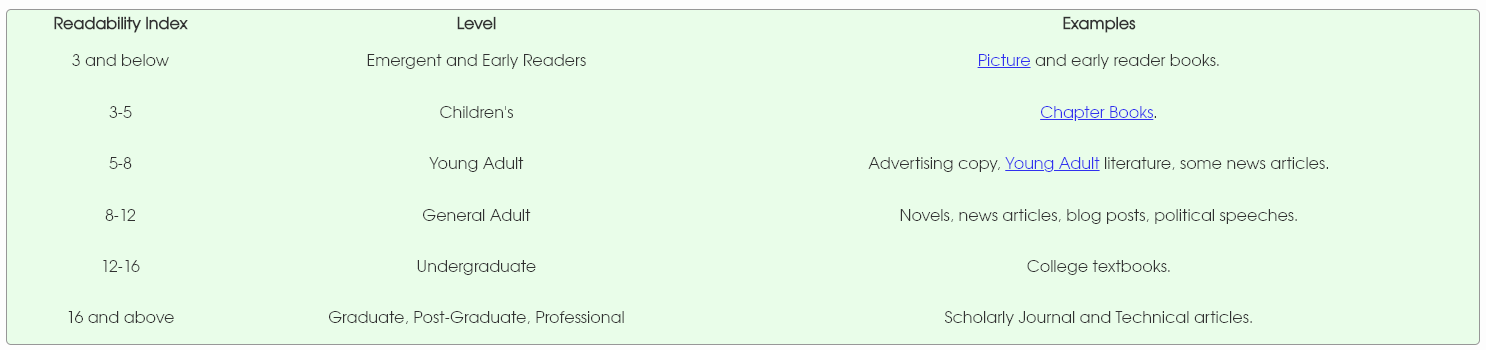 Readability Index Level Examples
3 and below Emergent and Early Readers Picture and early reader books.
3-5 Children's Chapter Books.
5-8 Young Adult Advertising copy, Young Adult literature, some news articles.
8-12 General Adult Novels, news articles, blog posts, political speeches.
12-16 Undergraduate College textbooks.
16 and above Graduate, Post-Graduate, Professional Scholarly Journal and Technical articles.